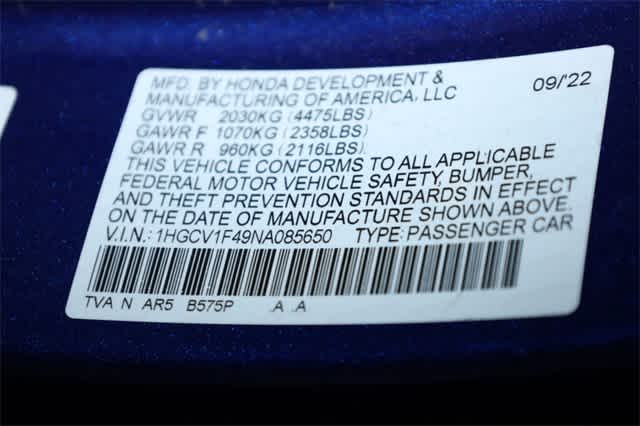 MFD. BY HONDA DEVELOPMENT &
MANUFACTURING OF AMERICA, LLC 09/'22
GVWR 2030KG (4475LBS)
GAWR F 1070KG (2358LBS)
GAWR R 960KG (2116LBS)
THIS VEHICLE CONFORMS TO ALL APPLICABLE
FEDERAL MOTOR VEHICLE SAFETY, BUMPER,
AND THEFT PREVENTION STANDARDS IN EFFECT
ON THE DATE OF MANUFACTURE SHOWN ABOVE.
V.I.N.: 1HGCV1F49NA085650 TYPE: PASSENGER CAR
TVA N AR5 B575P .A .A